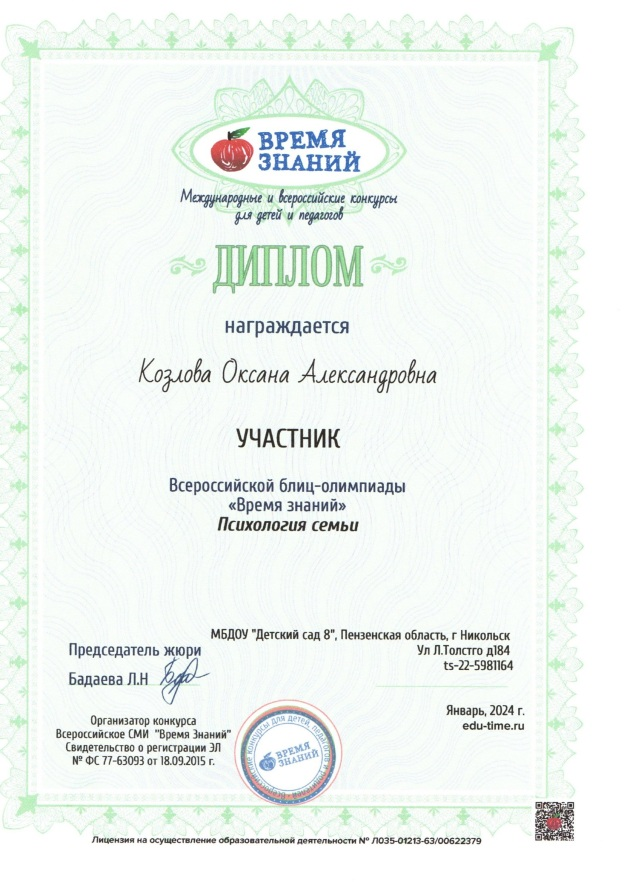 ВРЕМЯ
ЗНАНИЙ
Международные и всероссийские конкурсы
для детей и педагогов
ДИПЛОМ
награждается
Козлова Оксана Александровна
УЧАСТНИК
Всероссийской блиц-олимпиады
«Время знаний»
Психология семьи
МБДОУ "Детский сад 8", Пензенская область, г Никольск
Ул Л.Толстго д184
ts-22-5981164
Председатель жюри
Бадаева Л.Н
Январь, 2024 г.
edu-time.ru
Организатор конкурса
Всероссийское СМИ "Время Знаний"
Свидетельство о регистрации ЭЛ
№ ФС 77-63093 от 18.09.2015 г.
ВРЕМЯ
ЗНАНИЙ
конкурсы для детей, педагогов
Лицензия на осуществление образовательной деятельности № Л035-01213-63/00622379